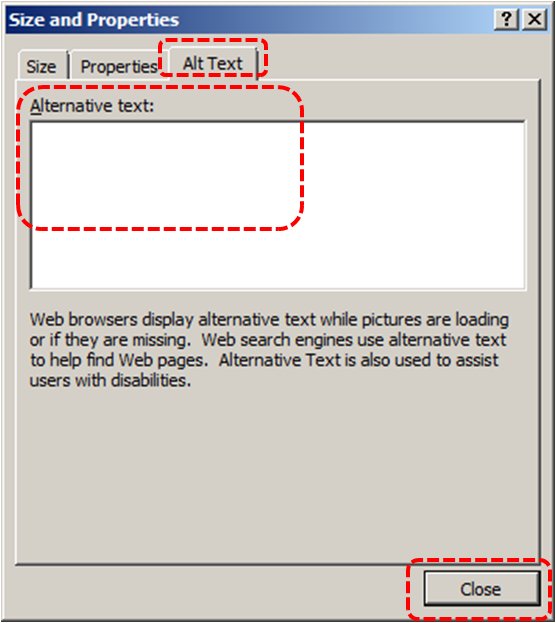 Size and Properties
Size Properties Alt Text
Alternative text:
Web browsers display alternative text while pictures are loading
or if they are missing. Web search engines use alternative text
to help find Web pages. Alternative Text is also used to assist
users with disabilities.
Close